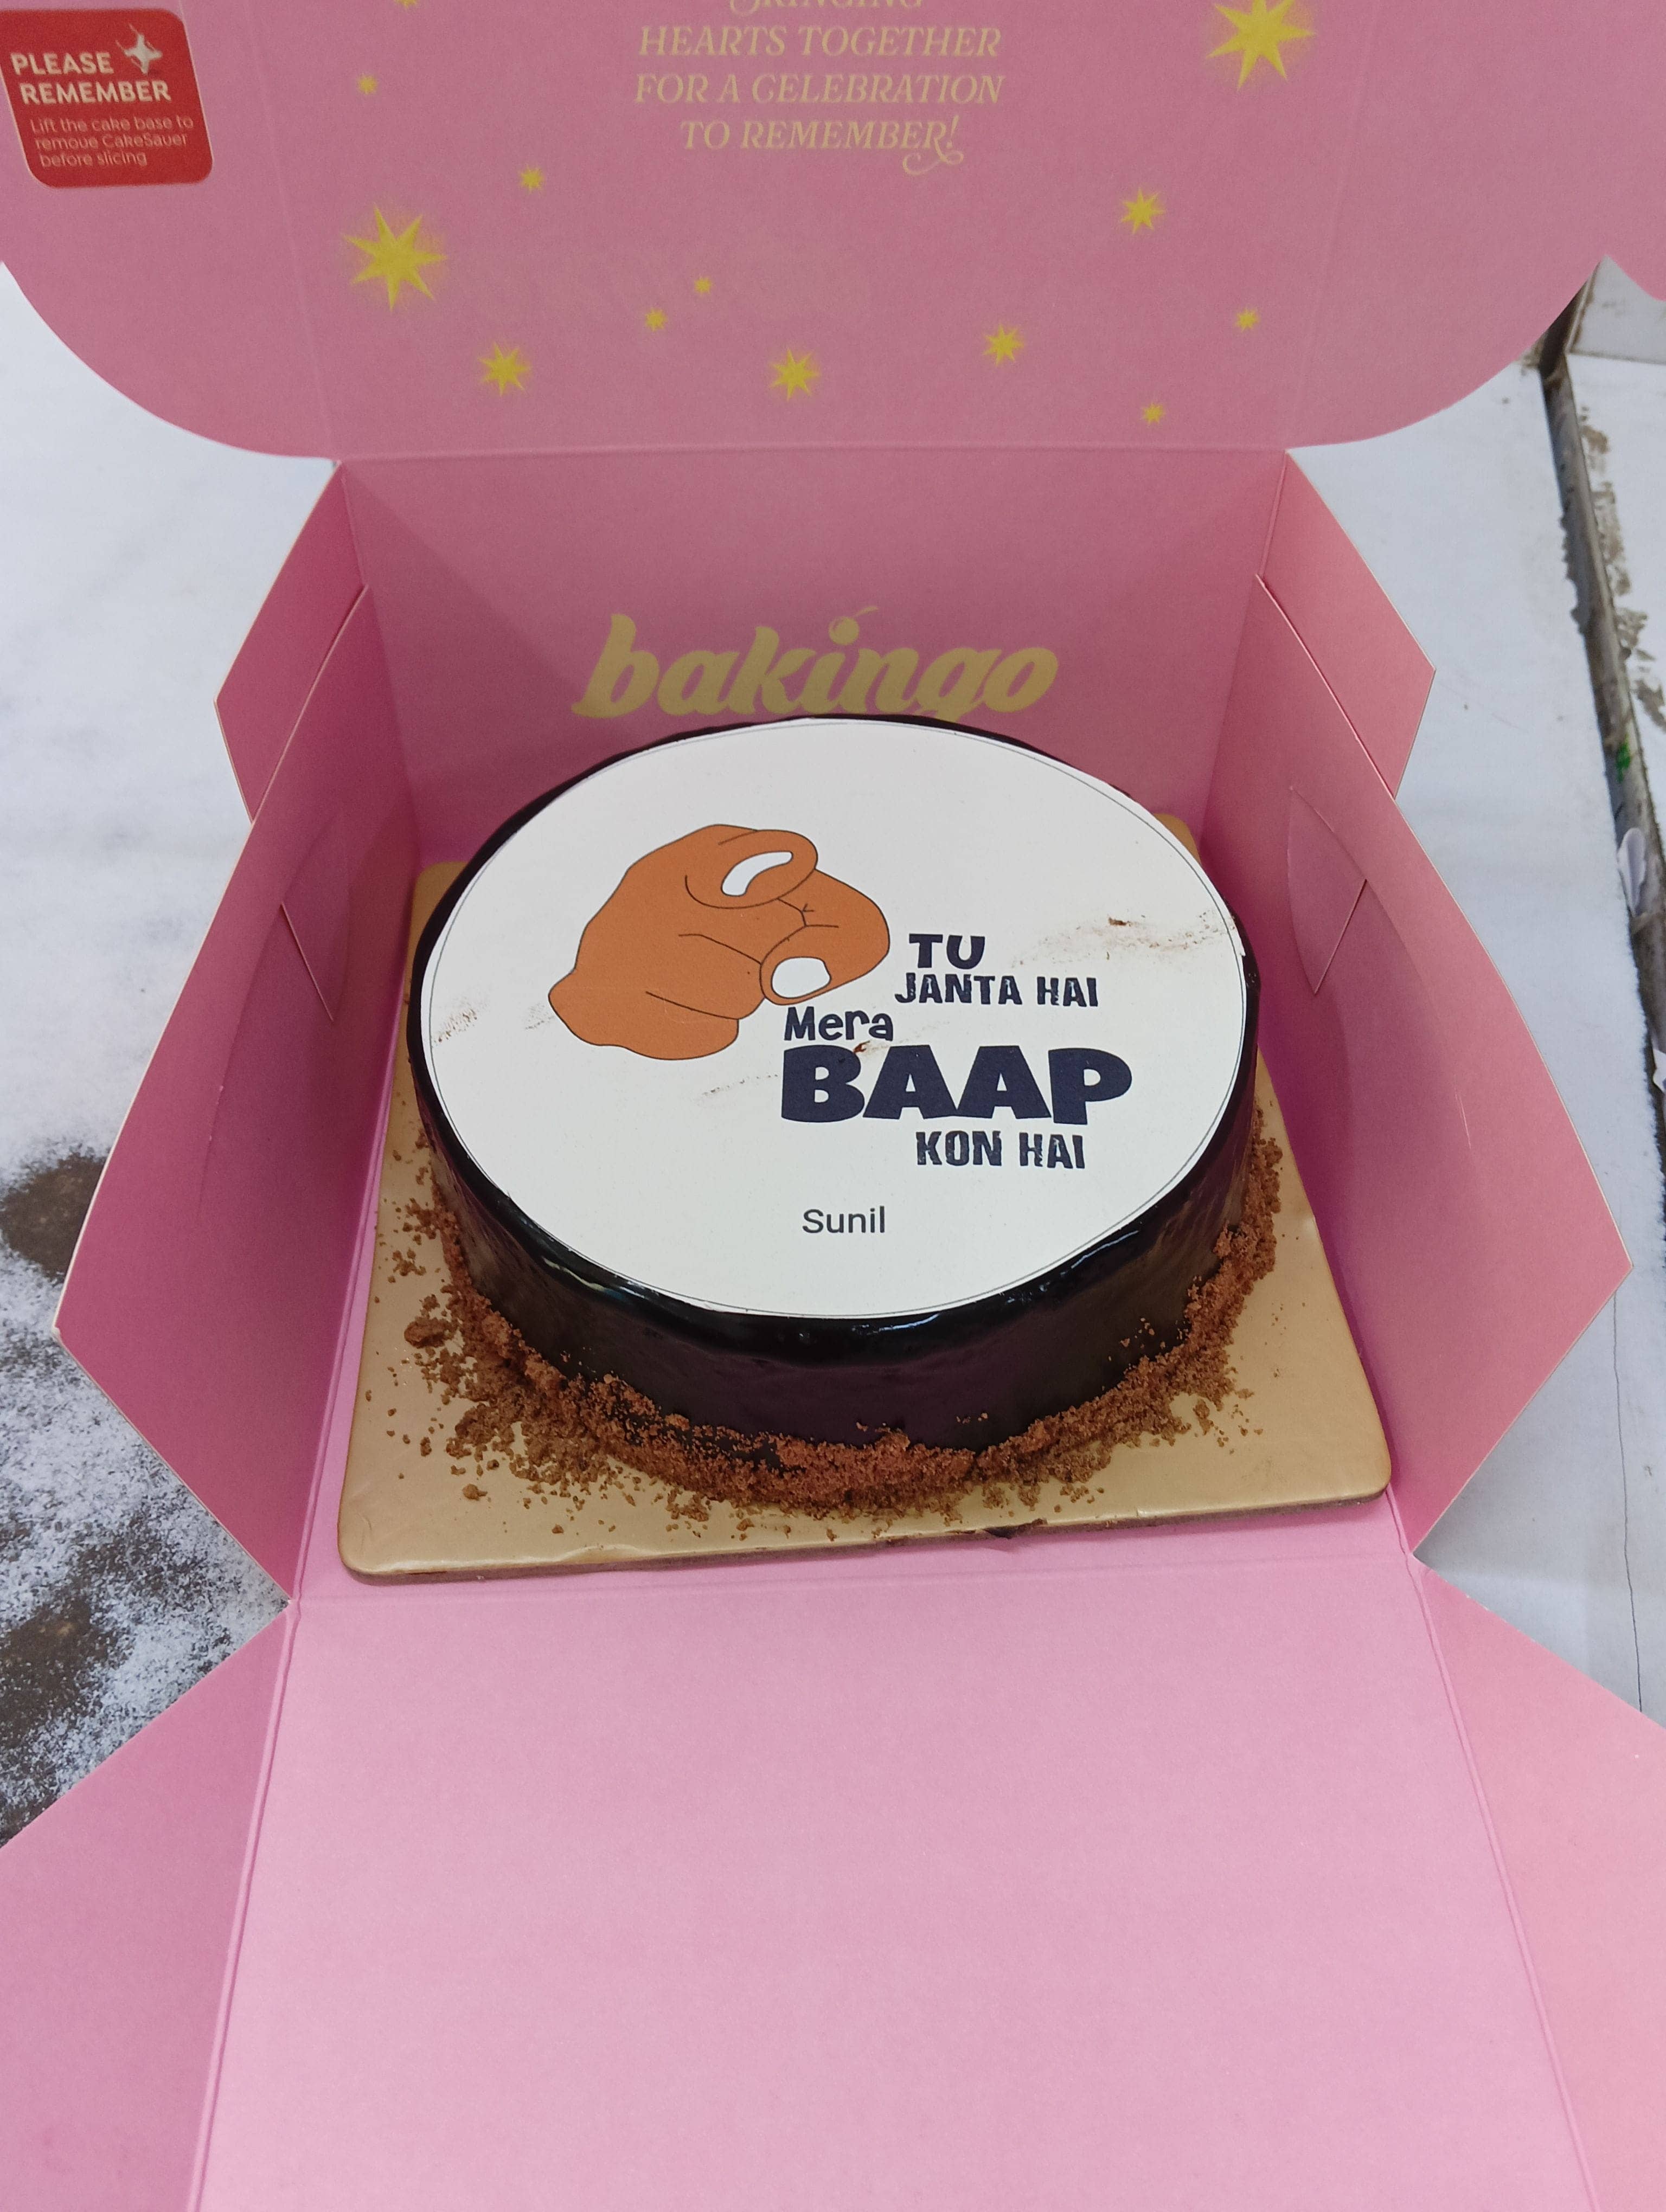 PLEASE
REMEMBER
Lift the cake base to
remove CakeSaver
before slicing
HEARTS TOGETHER
FOR A CELEBRATION
TO REMEMBER!
bakingo
TU
JANTA HAI
Mera
BAAP
KON HAI
Sunil